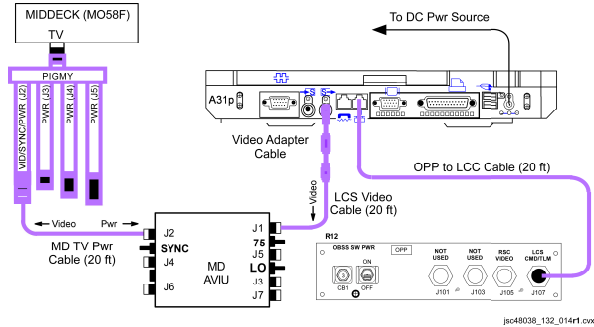 MIDDECK (MO58F)
TV
PIGMY
VID/SYNC/PWR (J2)
PWR (J3)
PWR (J4)
PWR (J5)
To DC Pwr Source
A31p
Video Adapter
Cable
OPP to LCC Cable (20 ft)
Video
LCS Video
Cable (20 ft)
Video
Pwr
MD TV Pwr
Cable (20 ft)
J2
SYNC
J4
J6
MD
AVIU
J1
75
J5
LO
J3
J7
R12
OBSS SW PWR
OPP
ON
OFF
3
CB1
NOT
USED
J101
NOT
USED
J103
RSC
VIDEO
J105
LCS
CMD/TLM
J107
jsc48038_132_014r1.cvx